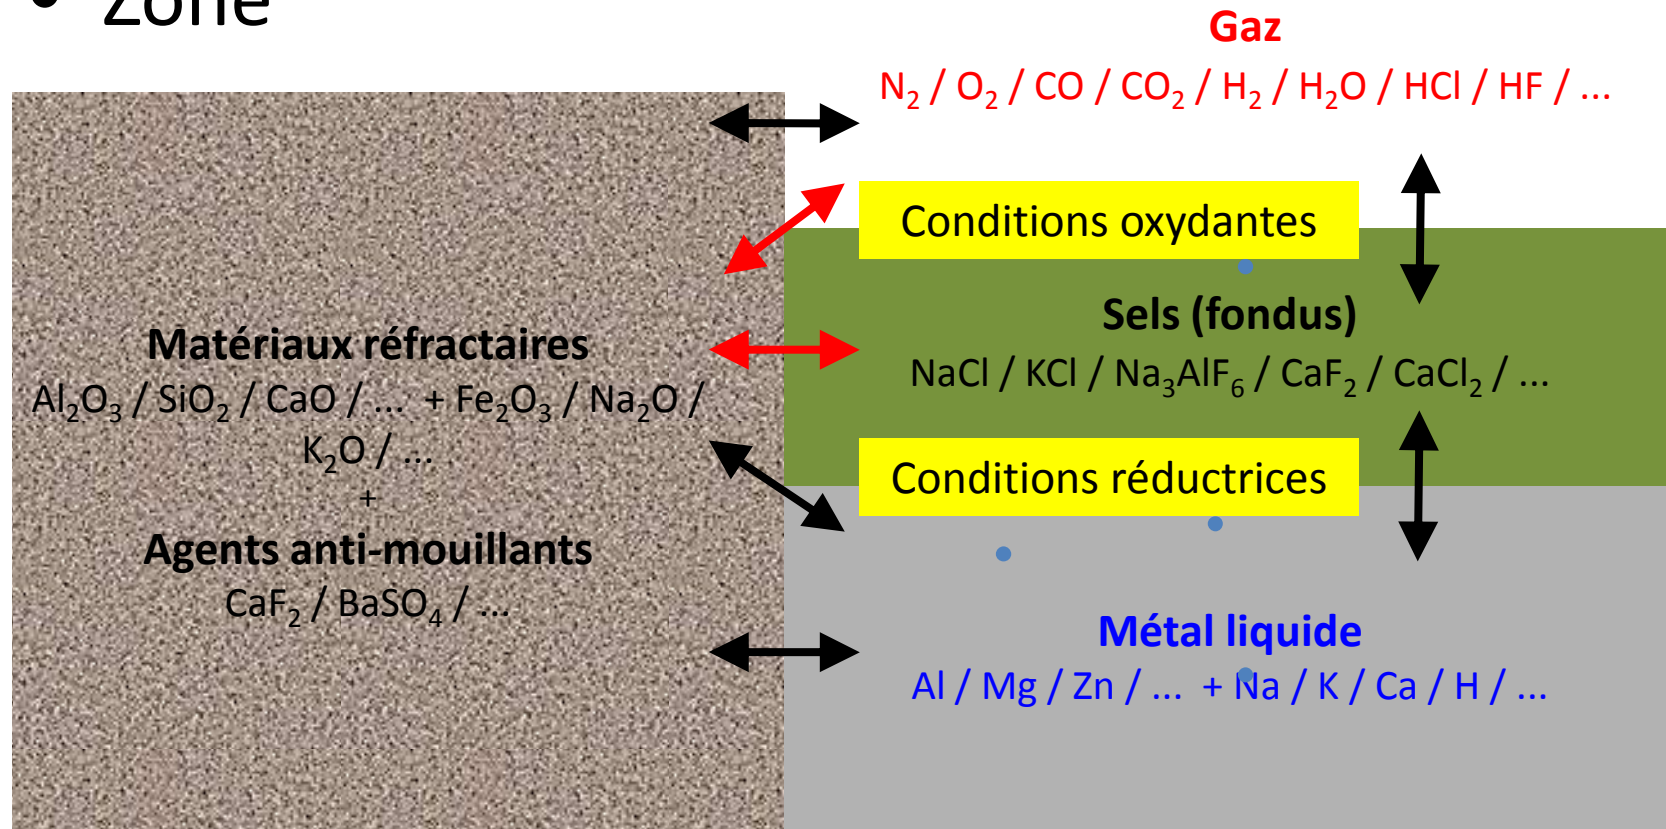 • Zone
Gaz
N₂ / O₂ / CO / CO₂ / H₂ / H₂O / HCl / HF / ...
Conditions oxydantes
Sels (fondus)
NaCl / KCl / Na₃AlF₆ / CaF₂ / CaCl₂ / ...
Conditions réductrices
Métal liquide
Al / Mg / Zn / ... + Na / K / Ca / H / ...
Matériaux réfractaires
Al₂O₃ / SiO₂ / CaO / ... + Fe₂O₃ / Na₂O /
K₂O / ...
+
Agents anti-mouillants
CaF₂ / BaSO₄ / ...